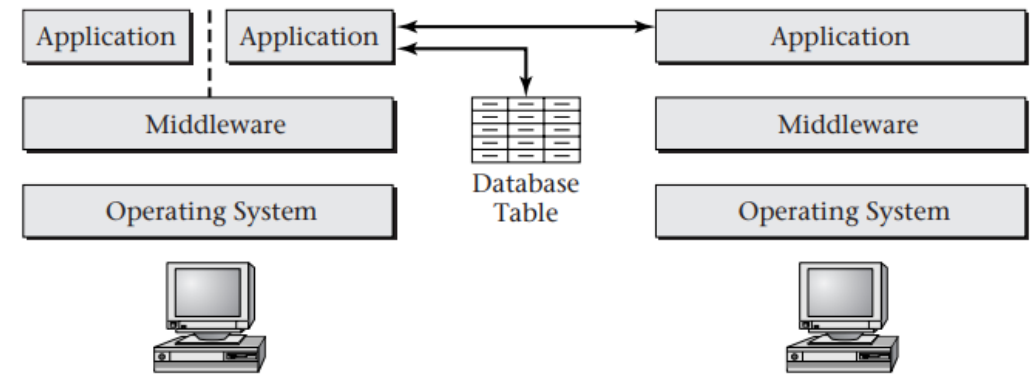 Application
Application
Application
Middleware
Middleware
Database
Table
Operating System
Operating System